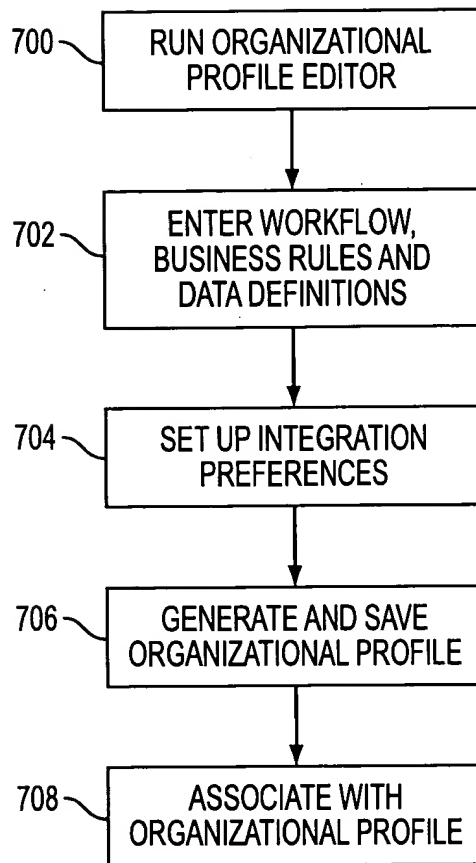 700
RUN ORGANIZATIONAL
PROFILE EDITOR
702
ENTER WORKFLOW,
BUSINESS RULES AND
DATA DEFINITIONS
704
SET UP INTEGRATION
PREFERENCES
706
GENERATE AND SAVE
ORGANIZATIONAL PROFILE
708
ASSOCIATE WITH
ORGANIZATIONAL PROFILE